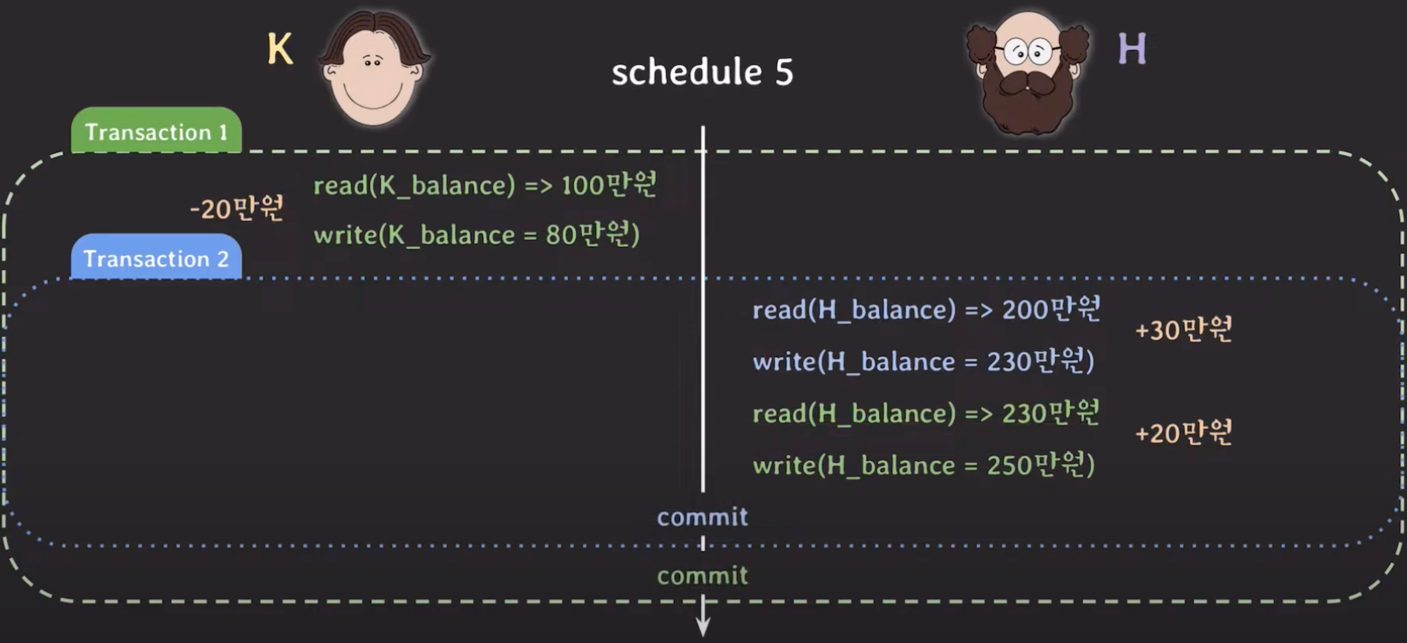 K
schedule 5
H
Transaction 1
read(K_balance) => 100만원
-20만원
write(K_balance = 80만원)
Transaction 2
read(H_balance) => 200만원
+30만원
write(H_balance = 230만원)
read(H_balance) => 230만원
+20만원
write(H_balance = 250만원)
commit
commit